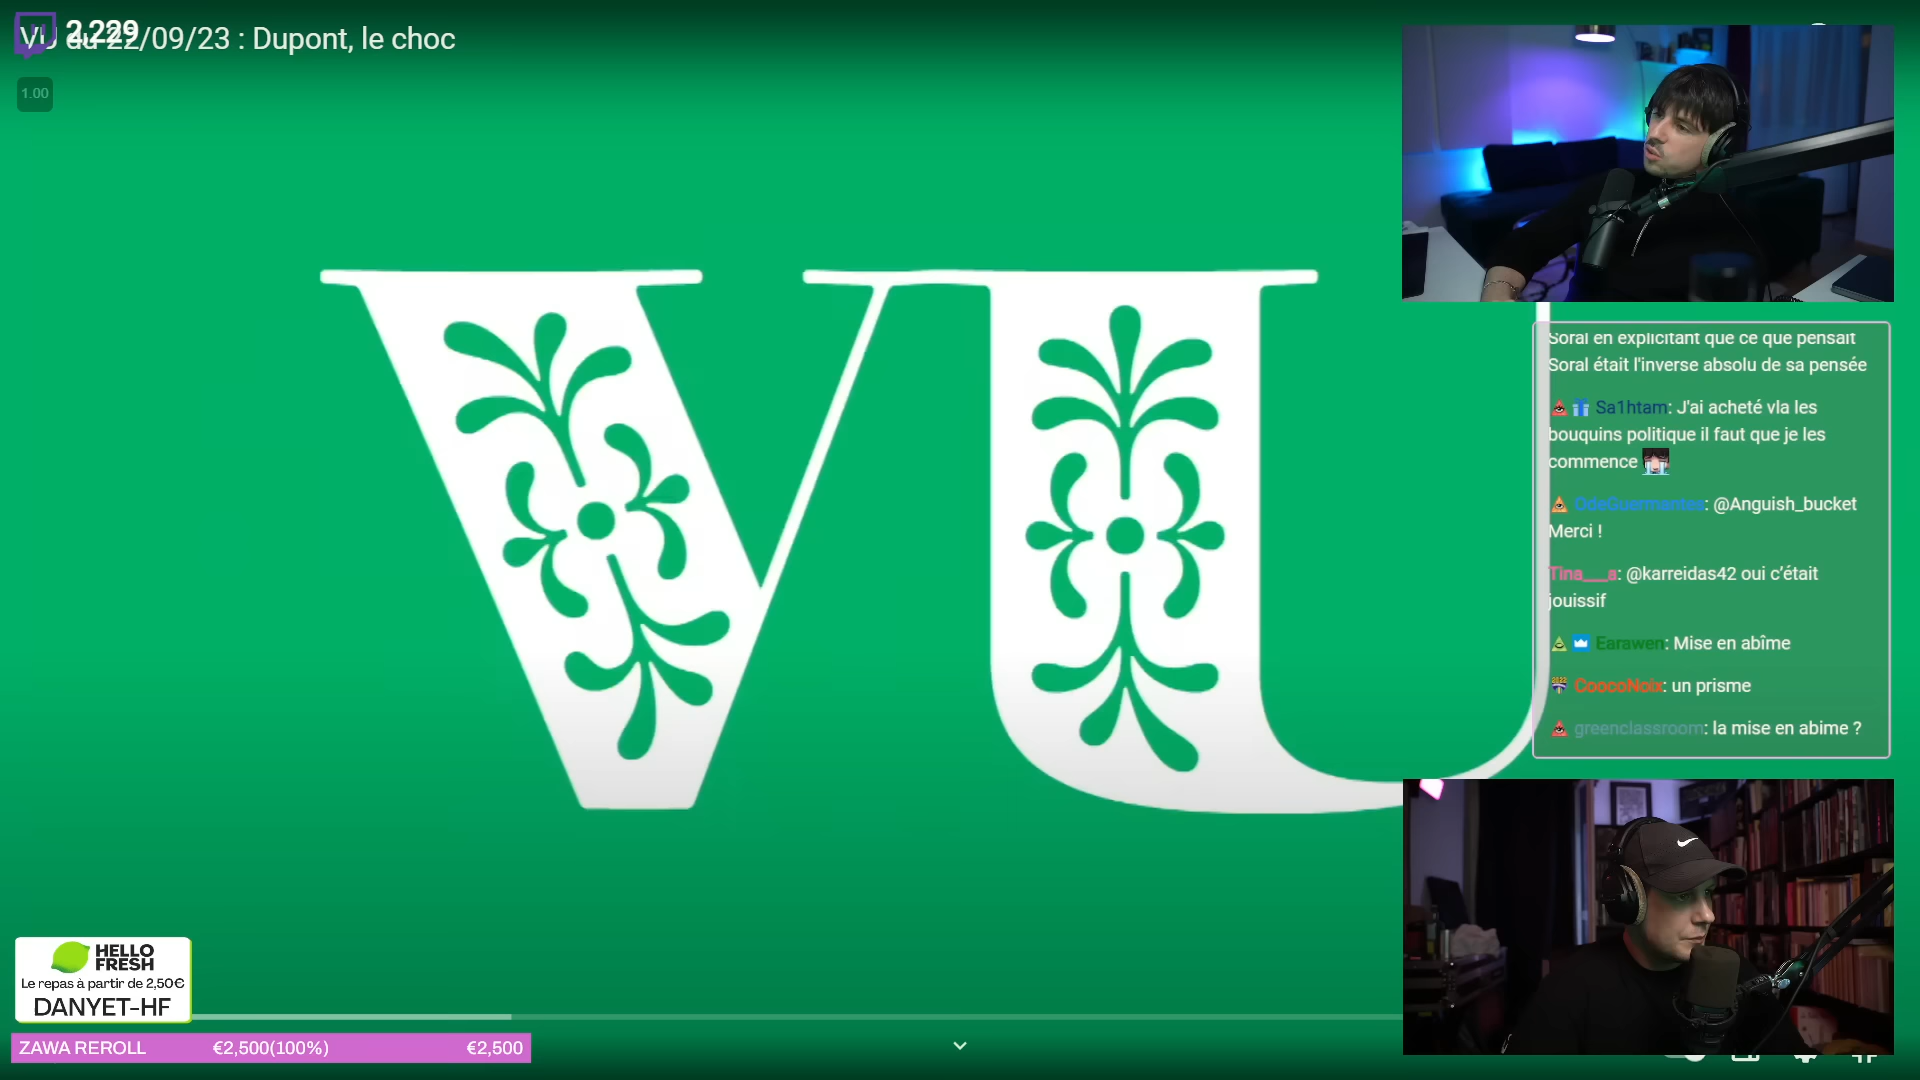 2,229
VU du 22/09/23 : Dupont, le choc
1.00
VU
Soral en explicitant que ce que pensait
Soral était l'inverse absolu de sa pensée
Sa1htam: J'ai acheté vla les
bouquins politique il faut que je les
commence
OdeGuermantes: @Anguish_bucket
Merci !
Tina___s: @karreidas42 oui c’était
jouissif
Earawen: Mise en abîme
CoocoNoix: un prisme
greenclassroom: la mise en abime ?
HELLO
FRESH
Le repas à partir de 2,50€
DANYET-HF
ZAWA REROLL €2,500(100%) €2,500